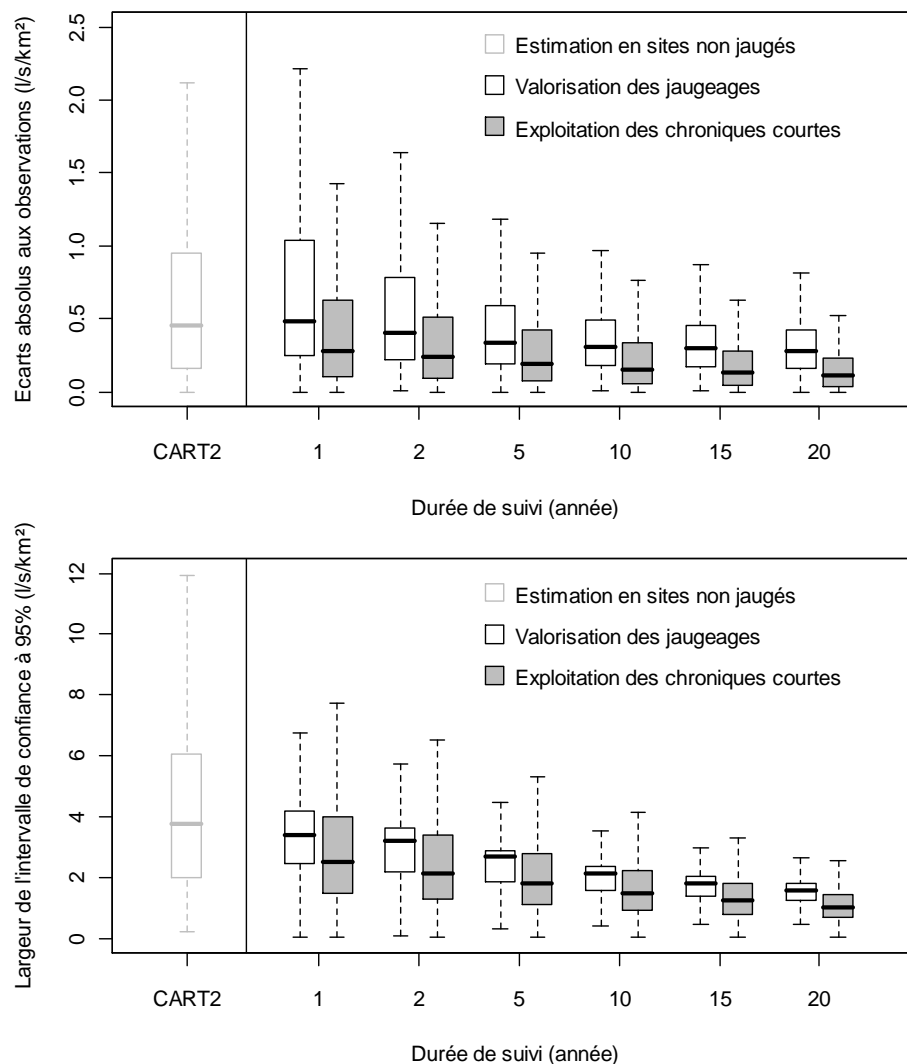 Ecarts absolus aux observations (l/s/km²)
2.5
2.0
1.5
1.0
0.5
0.0
Estimation en sites non jaugés
Valorisation des jaugeages
Exploitation des chroniques courtes
CART2 1 2 5 10 15 20
Durée de suivi (année)
Largeur de l'intervalle de confiance à 95% (l/s/km²)
12
10
8
6
4
2
0
Estimation en sites non jaugés
Valorisation des jaugeages
Exploitation des chroniques courtes
CART2 1 2 5 10 15 20
Durée de suivi (année)